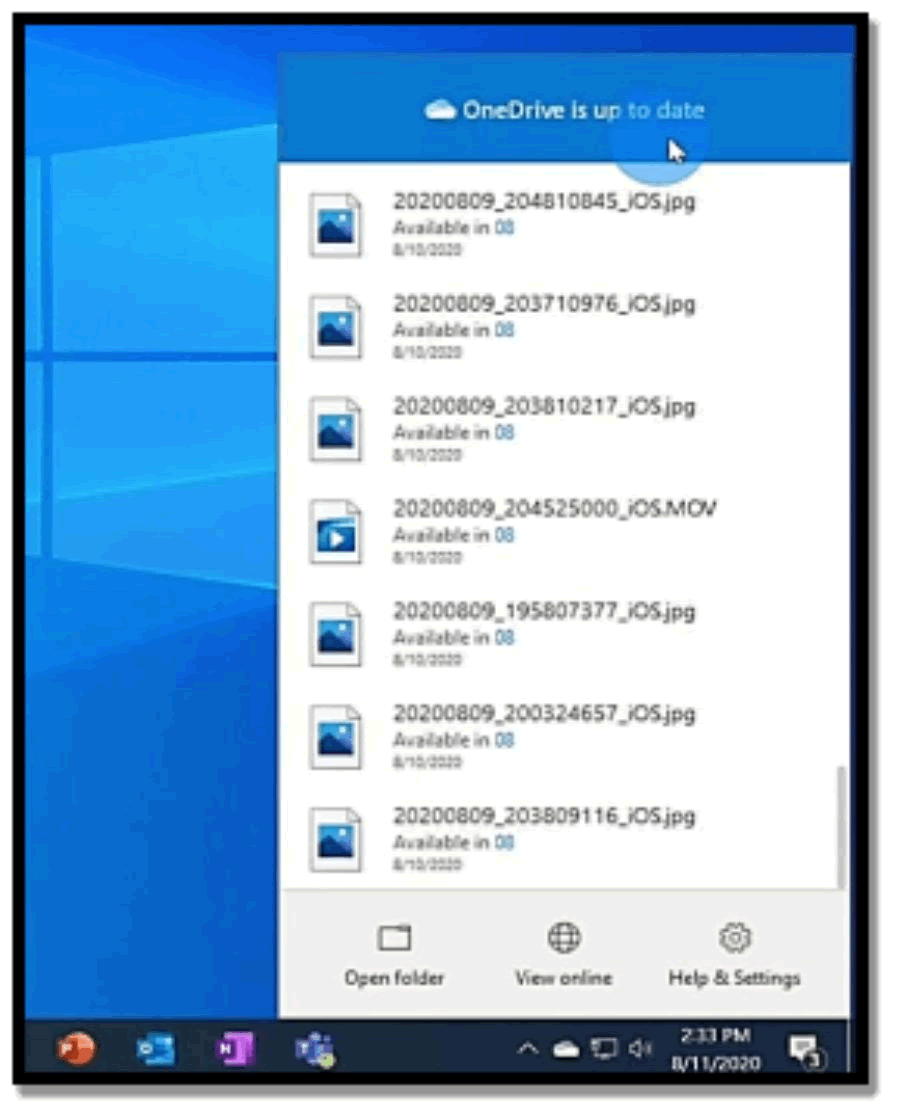 OneDrive is up to date
20200809_204810845_iOS.jpg
Available in 08
8/10/2020
20200809_203710976_iOS.jpg
Available in 08
8/10/2020
20200809_203810217_iOS.jpg
Available in 08
8/10/2020
20200809_204525000_iOS.MOV
Available in 08
8/10/2020
20200809_195807377_iOS.jpg
Available in 08
8/10/2020
20200809_200324657_iOS.jpg
Available in 08
8/10/2020
20200809_203809116_iOS.jpg
Available in 08
8/10/2020
Open folder
View online
Help & Settings
2:33 PM
8/11/2020
3